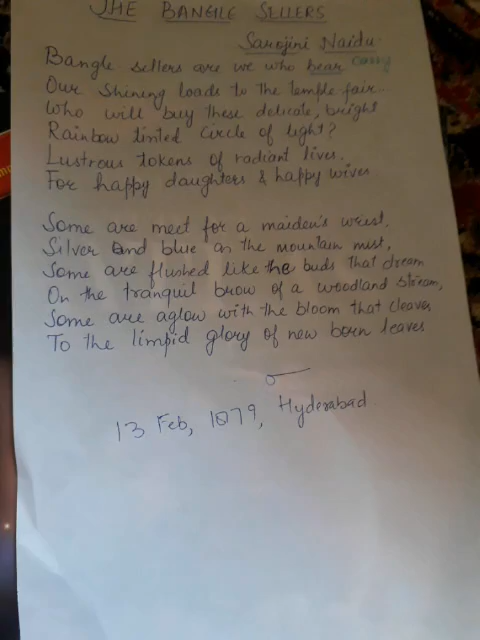 THE BANGLE SELLERS
Sarojini Naidu
Bangle sellers are we who bear carry
Our shining loads to the temple fair..
Who will buy these delicate, bright
Rainbow tinted circle of light?
Lustrous tokens of radiant lives.
For happy daughters & happy wives.
Some are meet for a maiden's wrist,
Silver and blue as the mountain mist,
Some are flushed like the buds that dream
On the tranquil brow of a woodland stream,
Some are aglow with the bloom that cleaves
To the limpid glory of new born leaves
13 Feb, 1879, Hyderabad.